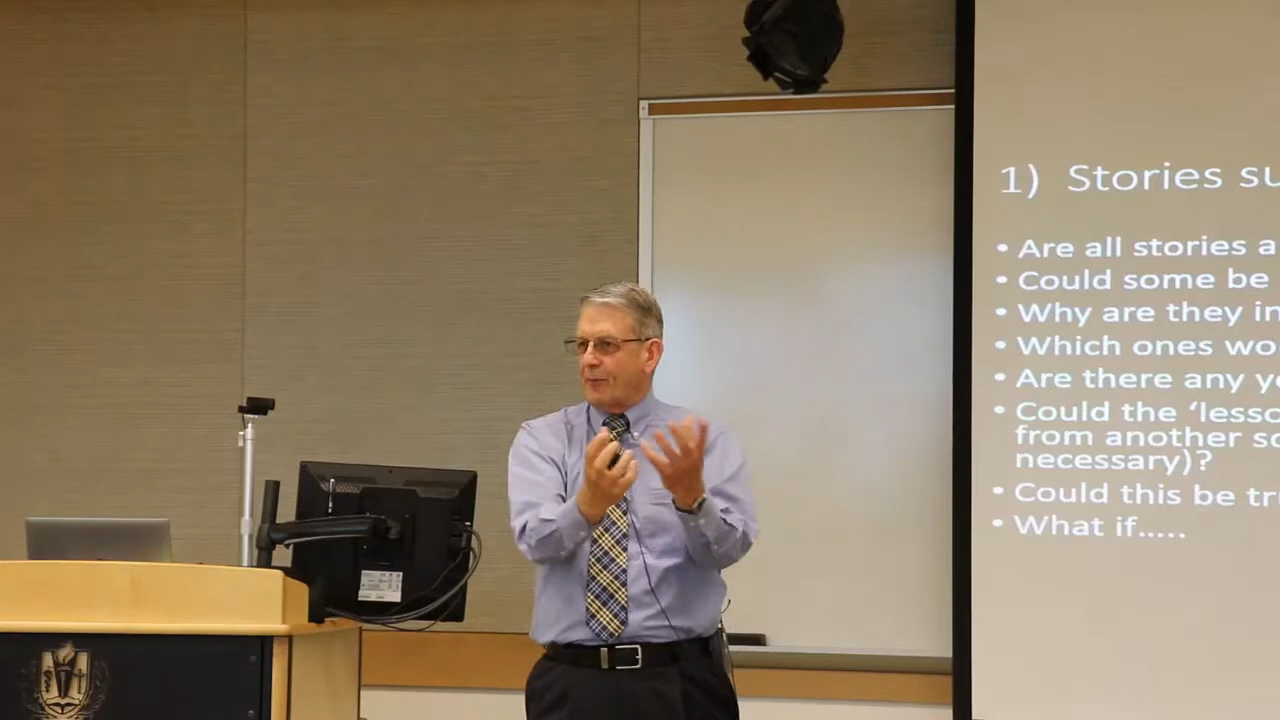 1) Stories su
• Are all stories a
• Could some be
• Why are they in
• Which ones wo
• Are there any ye
• Could the ‘lesso
from another so
necessary)?
• Could this be tr
• What if.....